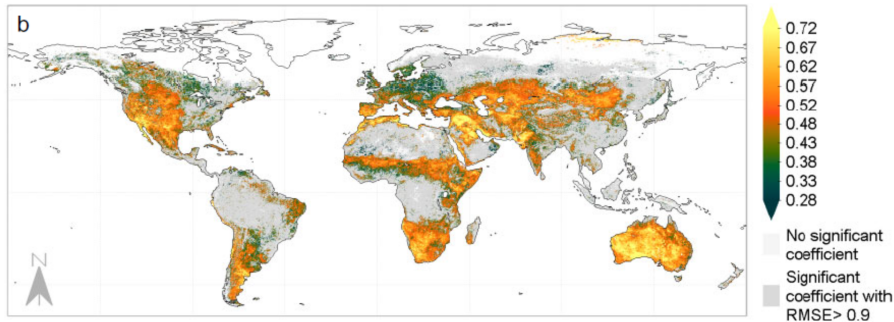 b
N
0.72
0.67
0.62
0.57
0.52
0.48
0.43
0.38
0.33
0.28
No significant
coefficient
Significant
coefficient with
RMSE> 0.9